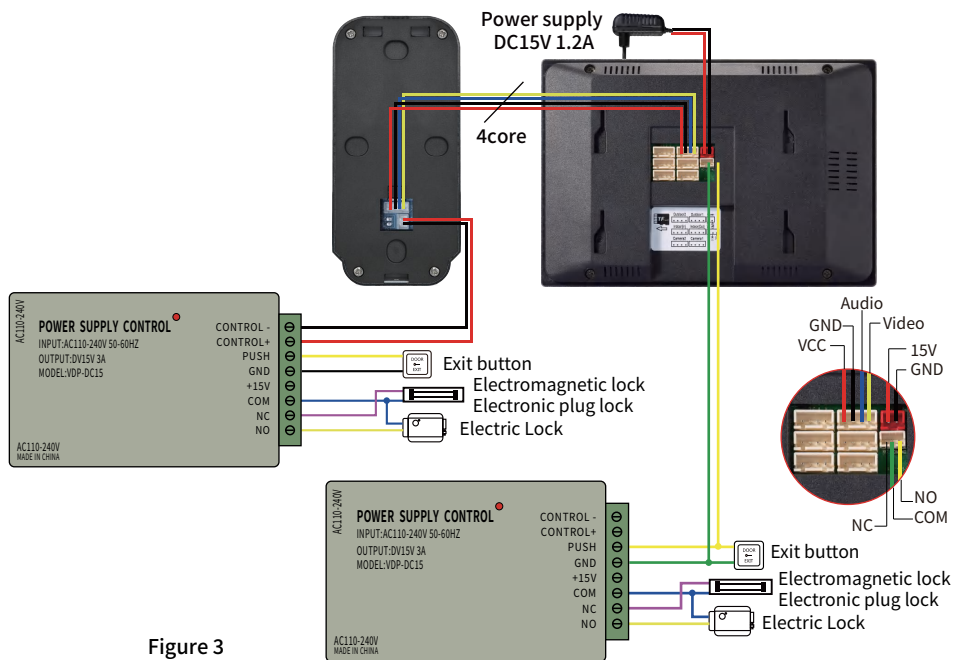 Power supply
DC15V 1.2A
4core
AC110-240V
POWER SUPPLY CONTROL
INPUT:AC110-240V 50-60HZ
OUTPUT:DV15V 3A
MODEL:VDP-DC15
AC110-240V
MADE IN CHINA
CONTROL -
CONTROL+
PUSH
GND
+15V
COM
NC
NO
DOOR
EXIT
Exit button
Electromagnetic lock
Electronic plug lock
Electric Lock
Audio
GND
Video
VCC
15V
GND
NO
COM
NC
AC110-240V
POWER SUPPLY CONTROL
INPUT:AC110-240V 50-60HZ
OUTPUT:DV15V 3A
MODEL:VDP-DC15
AC110-240V
MADE IN CHINA
CONTROL -
CONTROL+
PUSH
GND
+15V
COM
NC
NO
DOOR
EXIT
Exit button
Electromagnetic lock
Electronic plug lock
Electric Lock
Figure 3